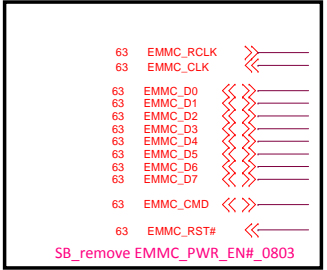 63 EMMC_RCLK
63 EMMC_CLK
63 EMMC_D0
63 EMMC_D1
63 EMMC_D2
63 EMMC_D3
63 EMMC_D4
63 EMMC_D5
63 EMMC_D6
63 EMMC_D7
63 EMMC_CMD
63 EMMC_RST#
SB_remove EMMC_PWR_EN#_0803